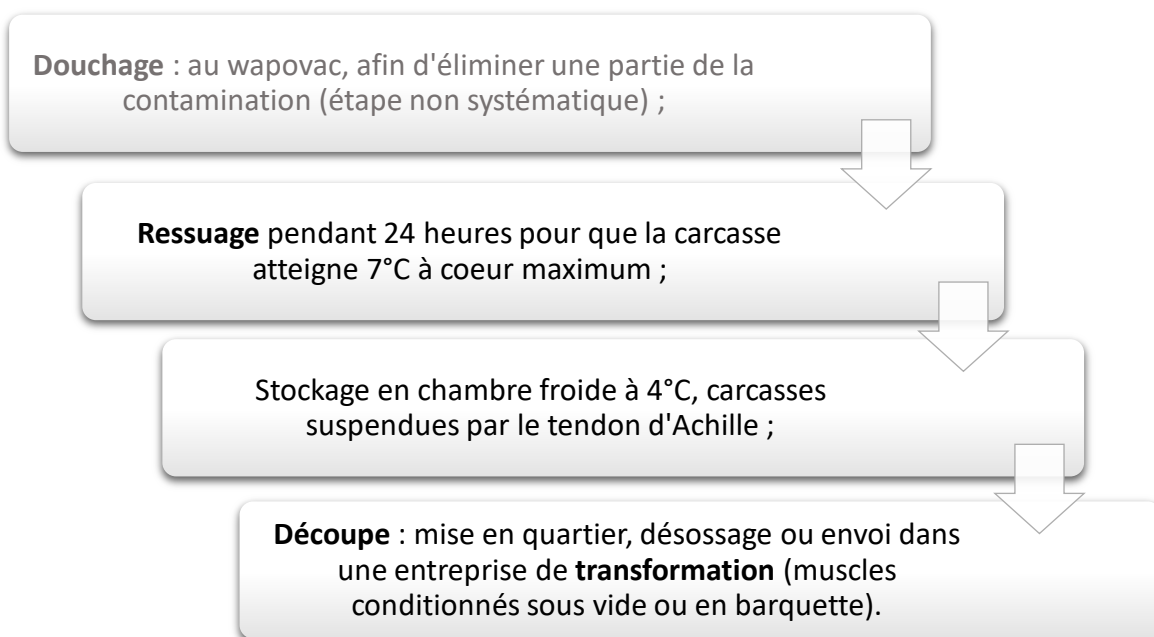 Douchage : au wapovac, afin d'éliminer une partie de la
contamination (étape non systématique) ;
Ressuage pendant 24 heures pour que la carcasse
atteigne 7°C à coeur maximum ;
Stockage en chambre froide à 4°C, carcasses
suspendues par le tendon d'Achille ;
Découpe : mise en quartier, désossage ou envoi dans
une entreprise de transformation (muscles
conditionnés sous vide ou en barquette).